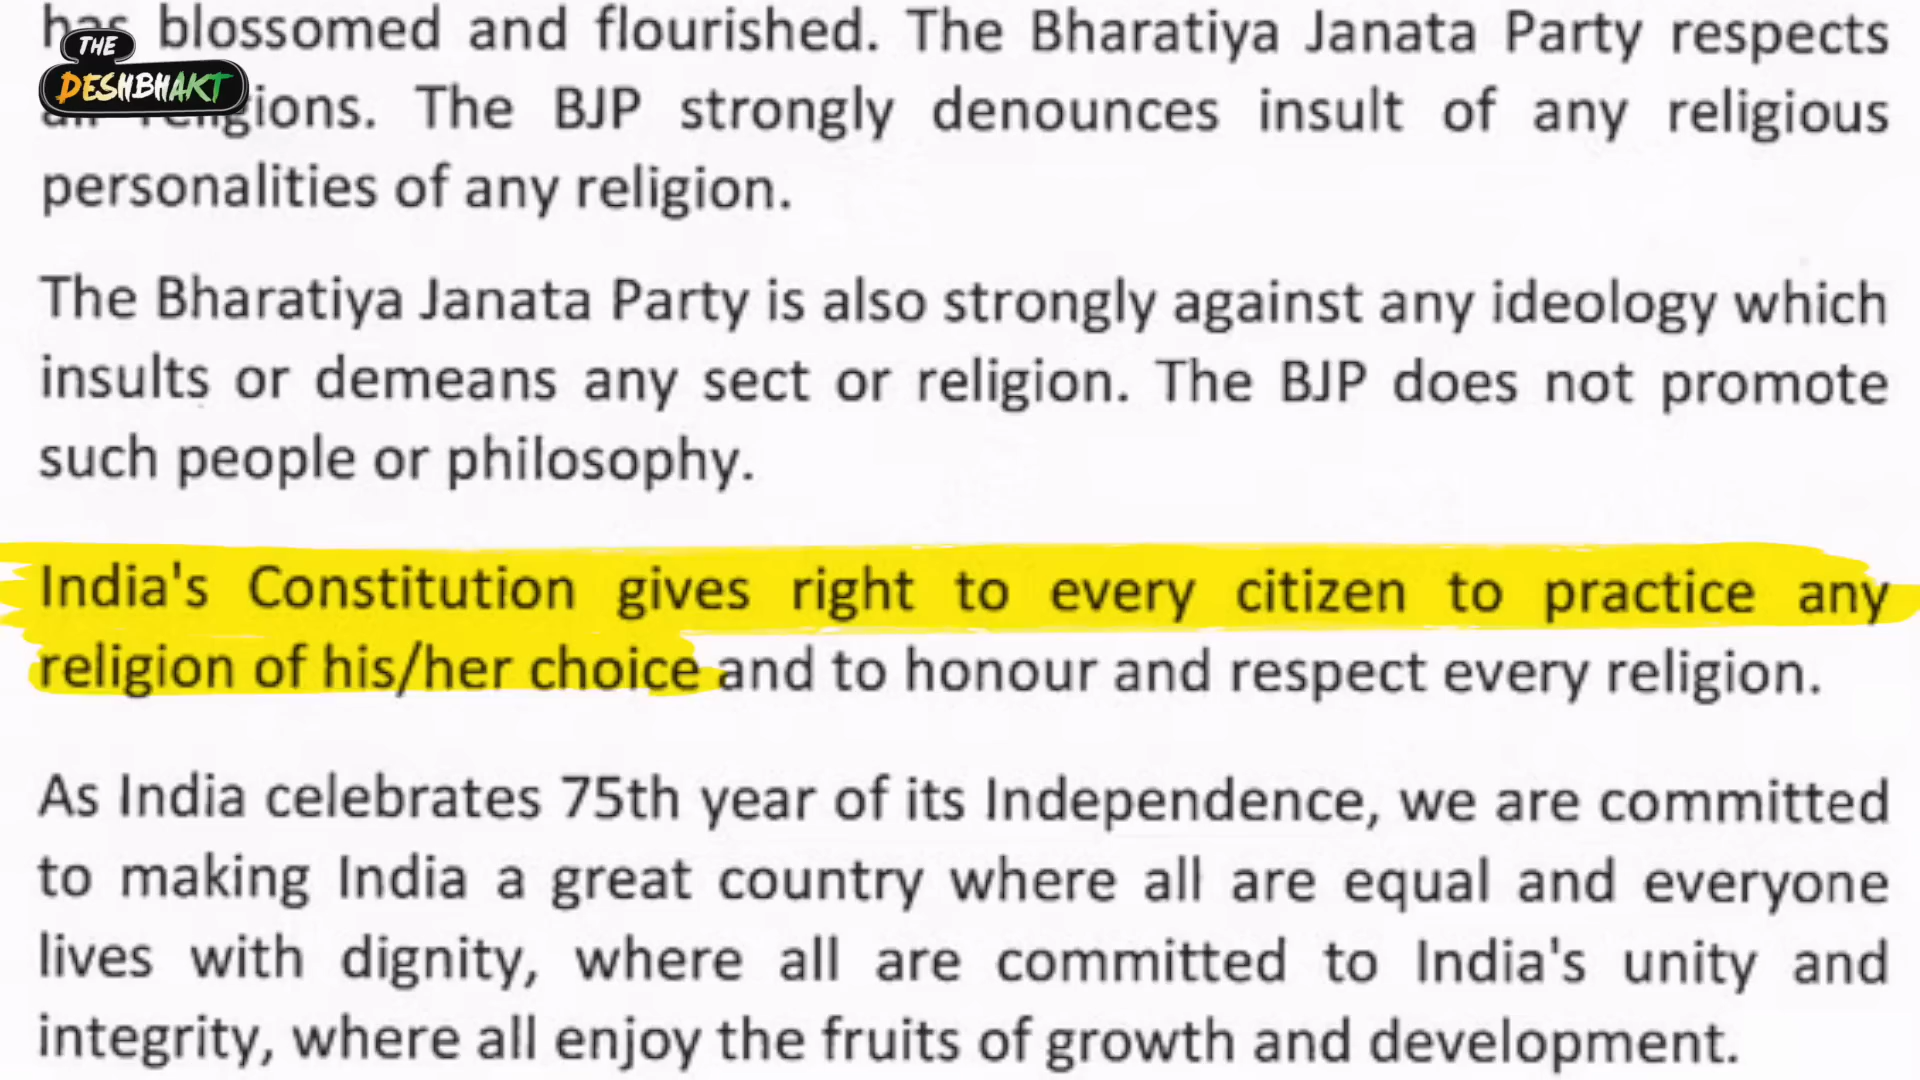 THE
DESHBHAKT
has blossomed and flourished. The Bharatiya Janata Party respects
all religions. The BJP strongly denounces insult of any religious
personalities of any religion.
The Bharatiya Janata Party is also strongly against any ideology which
insults or demeans any sect or religion. The BJP does not promote
such people or philosophy.
India's Constitution gives right to every citizen to practice any
religion of his/her choice and to honour and respect every religion.
As India celebrates 75th year of its Independence, we are committed
to making India a great country where all are equal and everyone
lives with dignity, where all are committed to India's unity and
integrity, where all enjoy the fruits of growth and development.